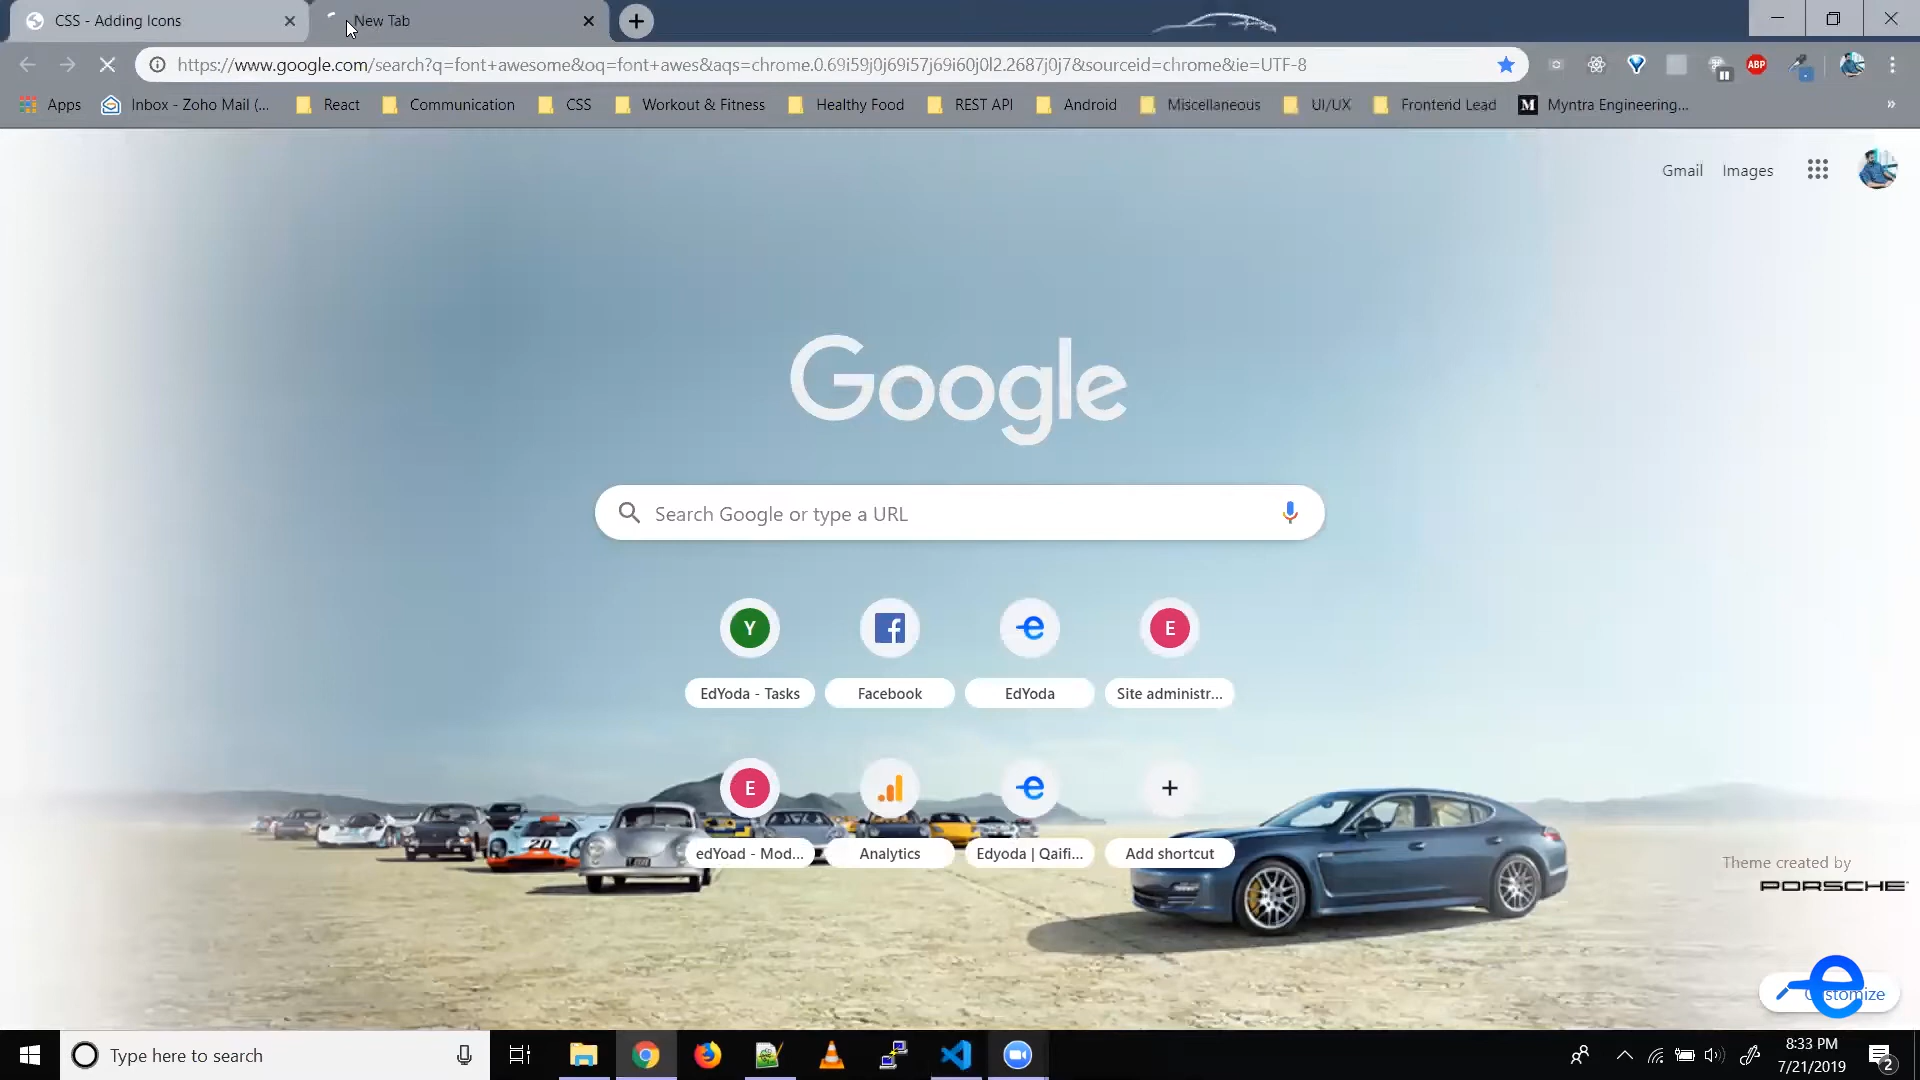 CSS - Adding Icons
New Tab
https://www.google.com/search?q=font+awesome&oq=font+awes&aqs=chrome.0.69i59j0j69i57j69i60j0l2.2687j0j7&sourceid=chrome&ie=UTF-8
ABP
Apps
Inbox - Zoho Mail (...
React
Communication
CSS
Workout & Fitness
Healthy Food
REST API
Android
Miscellaneous
UI/UX
Frontend Lead
M
Myntra Engineering...
»
Gmail
Images
Google
Search Google or type a URL
Y
E
EdYoda - Tasks
Facebook
EdYoda
Site administr...
E
20
edYoad - Mod...
Analytics
Edyoda | Qaifi...
Add shortcut
Theme created by
PORSCHE
Type here to search
8:33 PM
7/21/2019
2